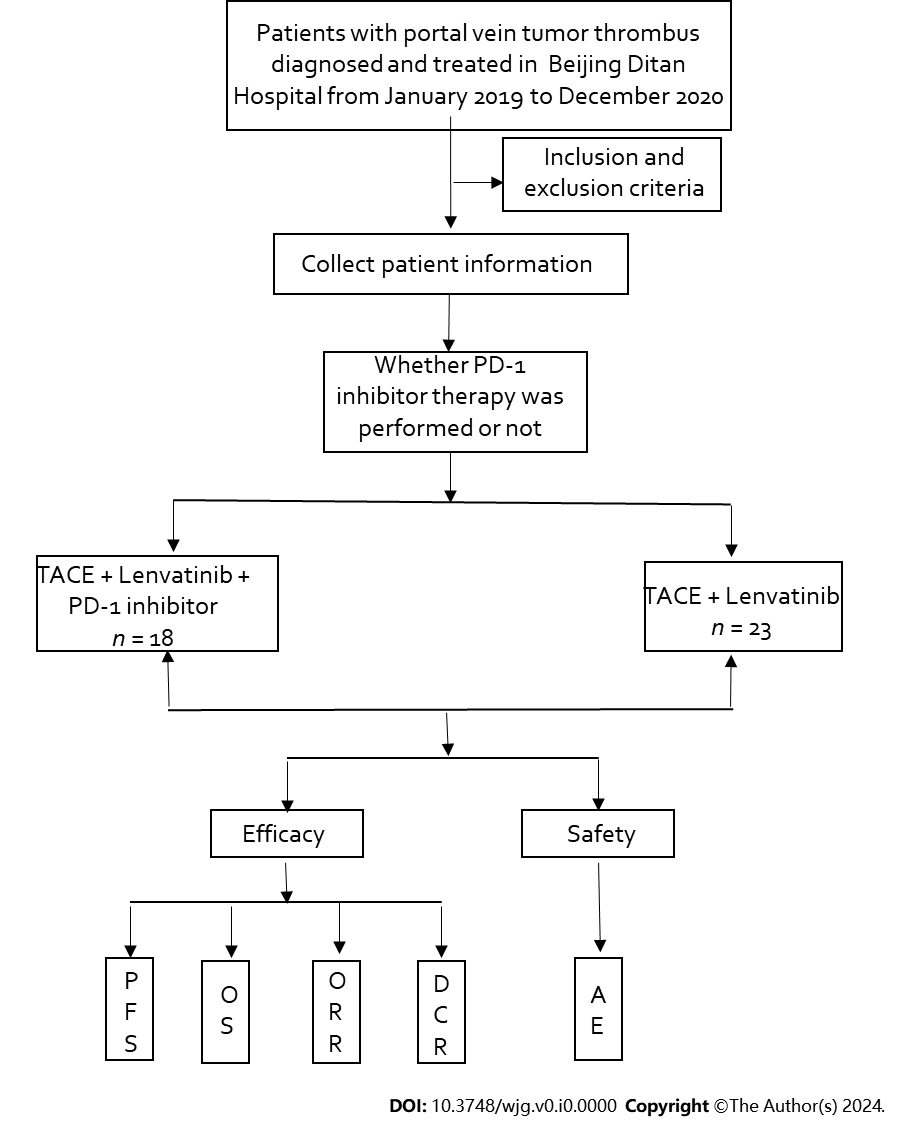 Patients with portal vein tumor thrombus
diagnosed and treated in Beijing Ditan
Hospital from January 2019 to December 2020
Inclusion and
exclusion criteria
Collect patient information
Whether PD-1
inhibitor therapy was
performed or not
TACE + Lenvatinib +
PD-1 inhibitor
n = 18
TACE + Lenvatinib
n = 23
Efficacy
Safety
P
F
S
O
S
O
R
R
D
C
R
A
E
DOI: 10.3748/wjg.v0.i0.0000 Copyright ©The Author(s) 2024.